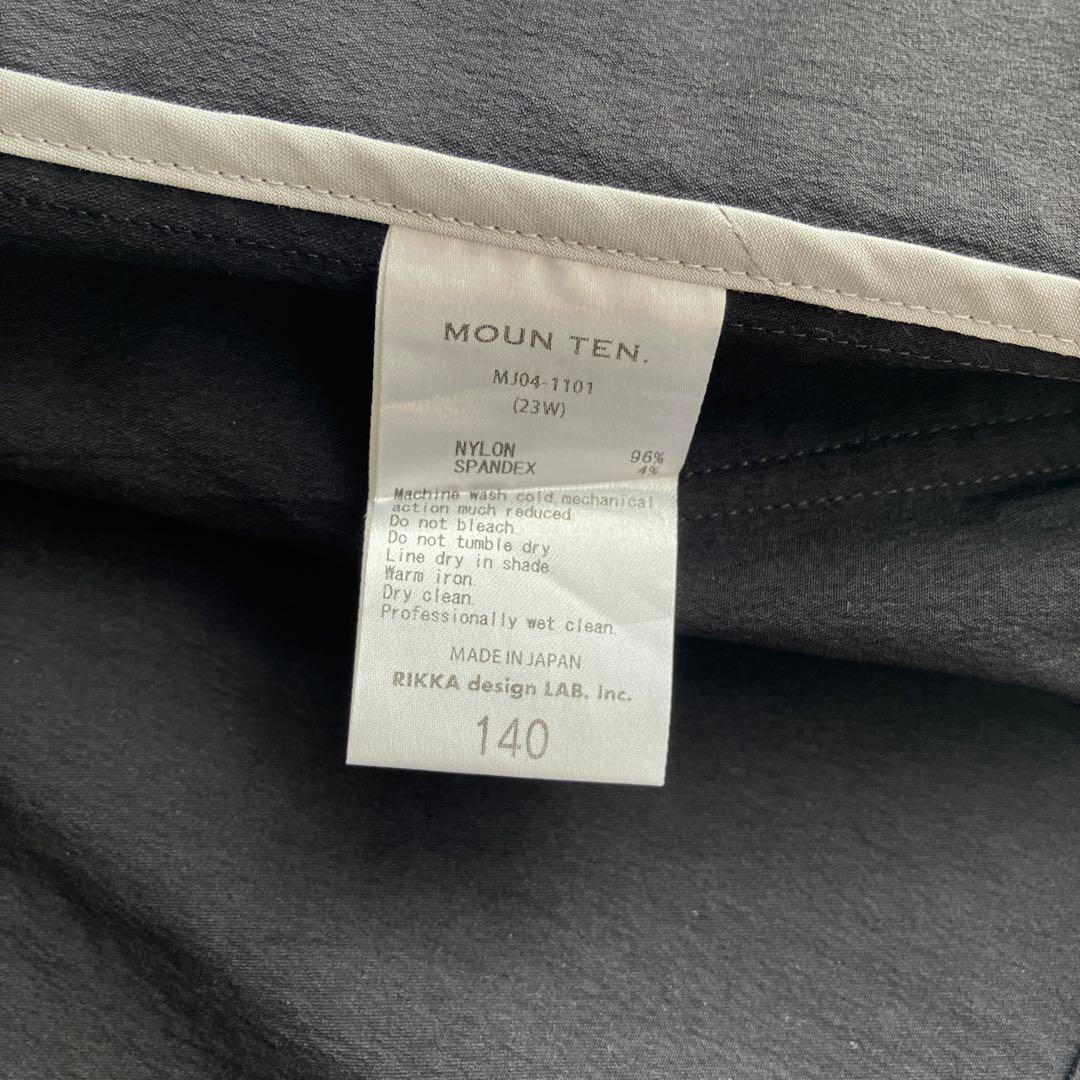 MOUN TEN.
MJ04-1101
(23W)
NYLON 96%
SPANDEX 4%
Machine wash cold.mechanical
action much reduced
Do not bleach
Do not tumble dry
Line dry in shade
Warm iron.
Dry clean.
Professionally wet clean.
MADE IN JAPAN
RIKKA design LAB. Inc.
140